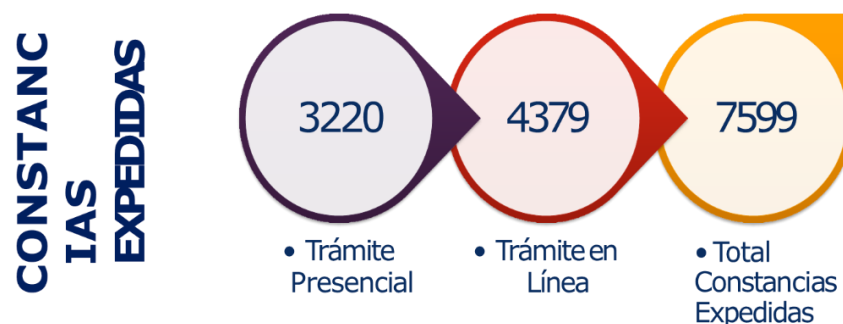 CONSTANC
IAS
EXPEDIDAS
3220
4379
7599
• Trámite
Presencial
• Trámite en
Línea
• Total
Constancias
Expedidas